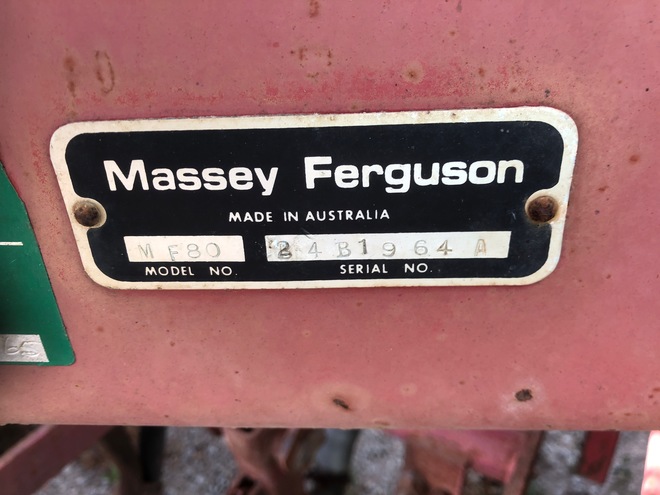 Massey Ferguson
MADE IN AUSTRALIA
MF80 24B1964A
MODEL NO. SERIAL NO.